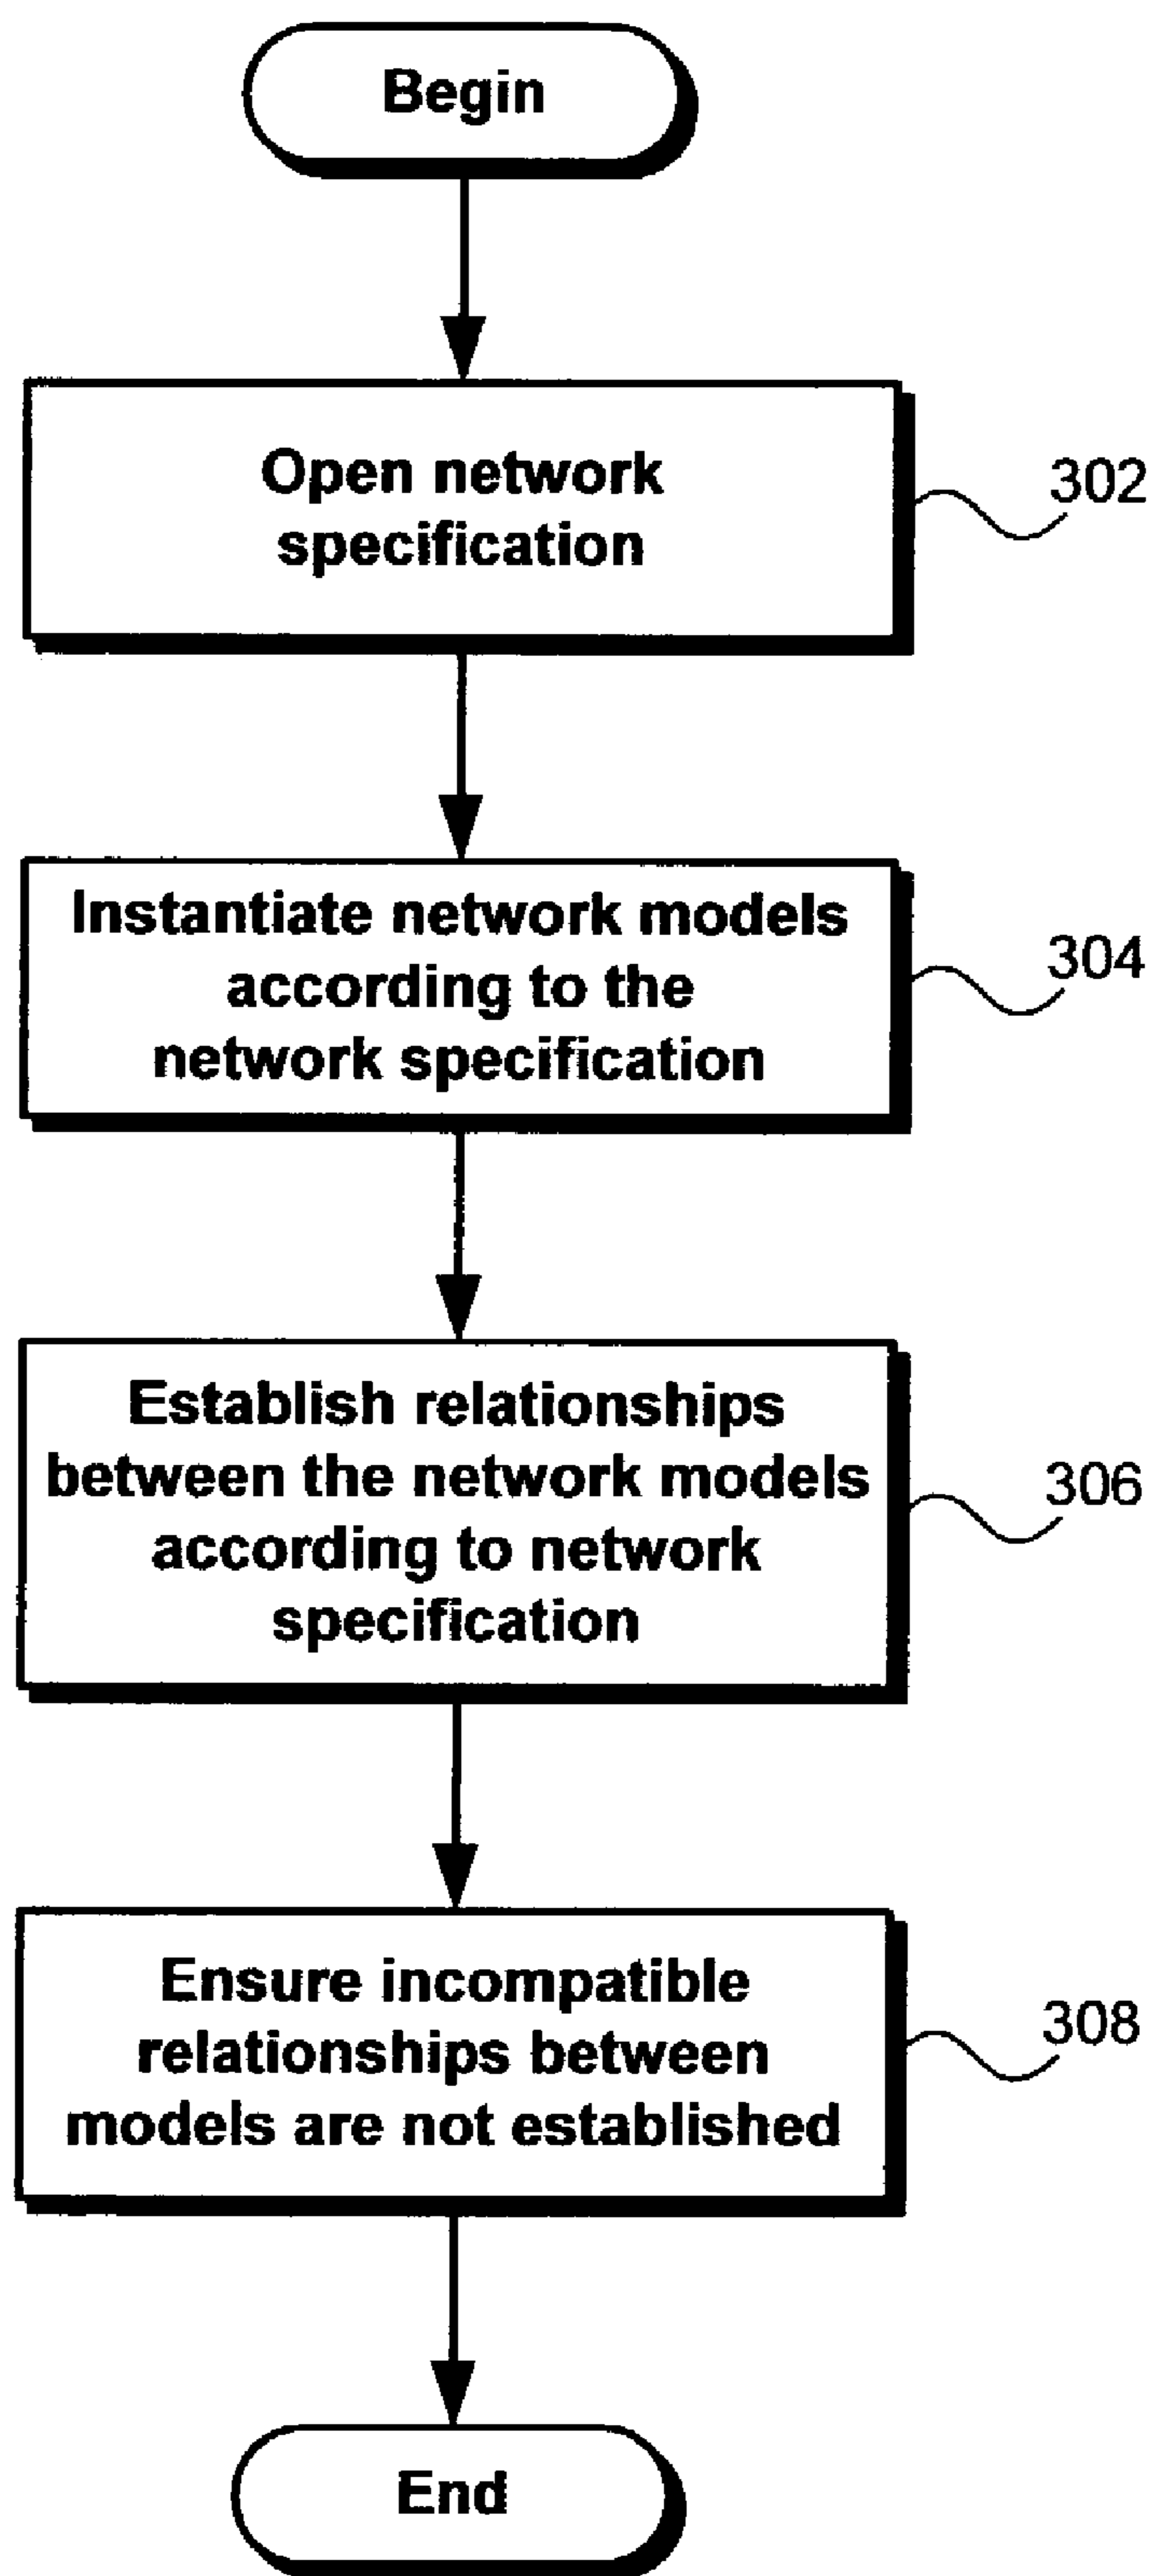 Begin
Open network
specification
302
Instantiate network models
according to the
network specification
304
Establish relationships
between the network models
according to network
specification
306
Ensure incompatible
relationships between
models are not established
308
End